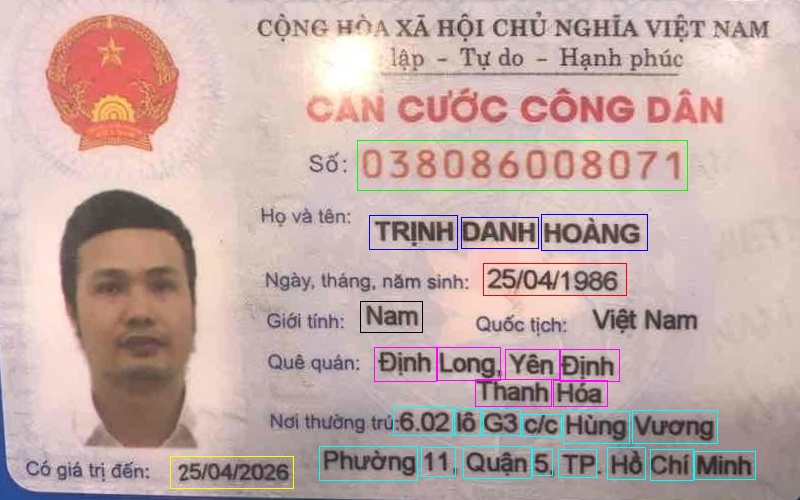 CỘNG HÒA XÃ HỘI CHỦ NGHĨA VIỆT NAM
lập - Tự do - Hạnh phúc
CĂN CƯỚC CÔNG DÂN
Số: 038086008071
Họ và tên: TRỊNH DANH HOÀNG
Ngày, tháng, năm sinh: 25/04/1986
Giới tính: Nam Quốc tịch: Việt Nam
Quê quán: Định Long, Yên Định
Thanh Hóa
Nơi thường trú: 6.02 lô G3 c/c Hùng Vương
Phường 11, Quận 5, TP. Hồ Chí Minh
Có giá trị đến: 25/04/2026